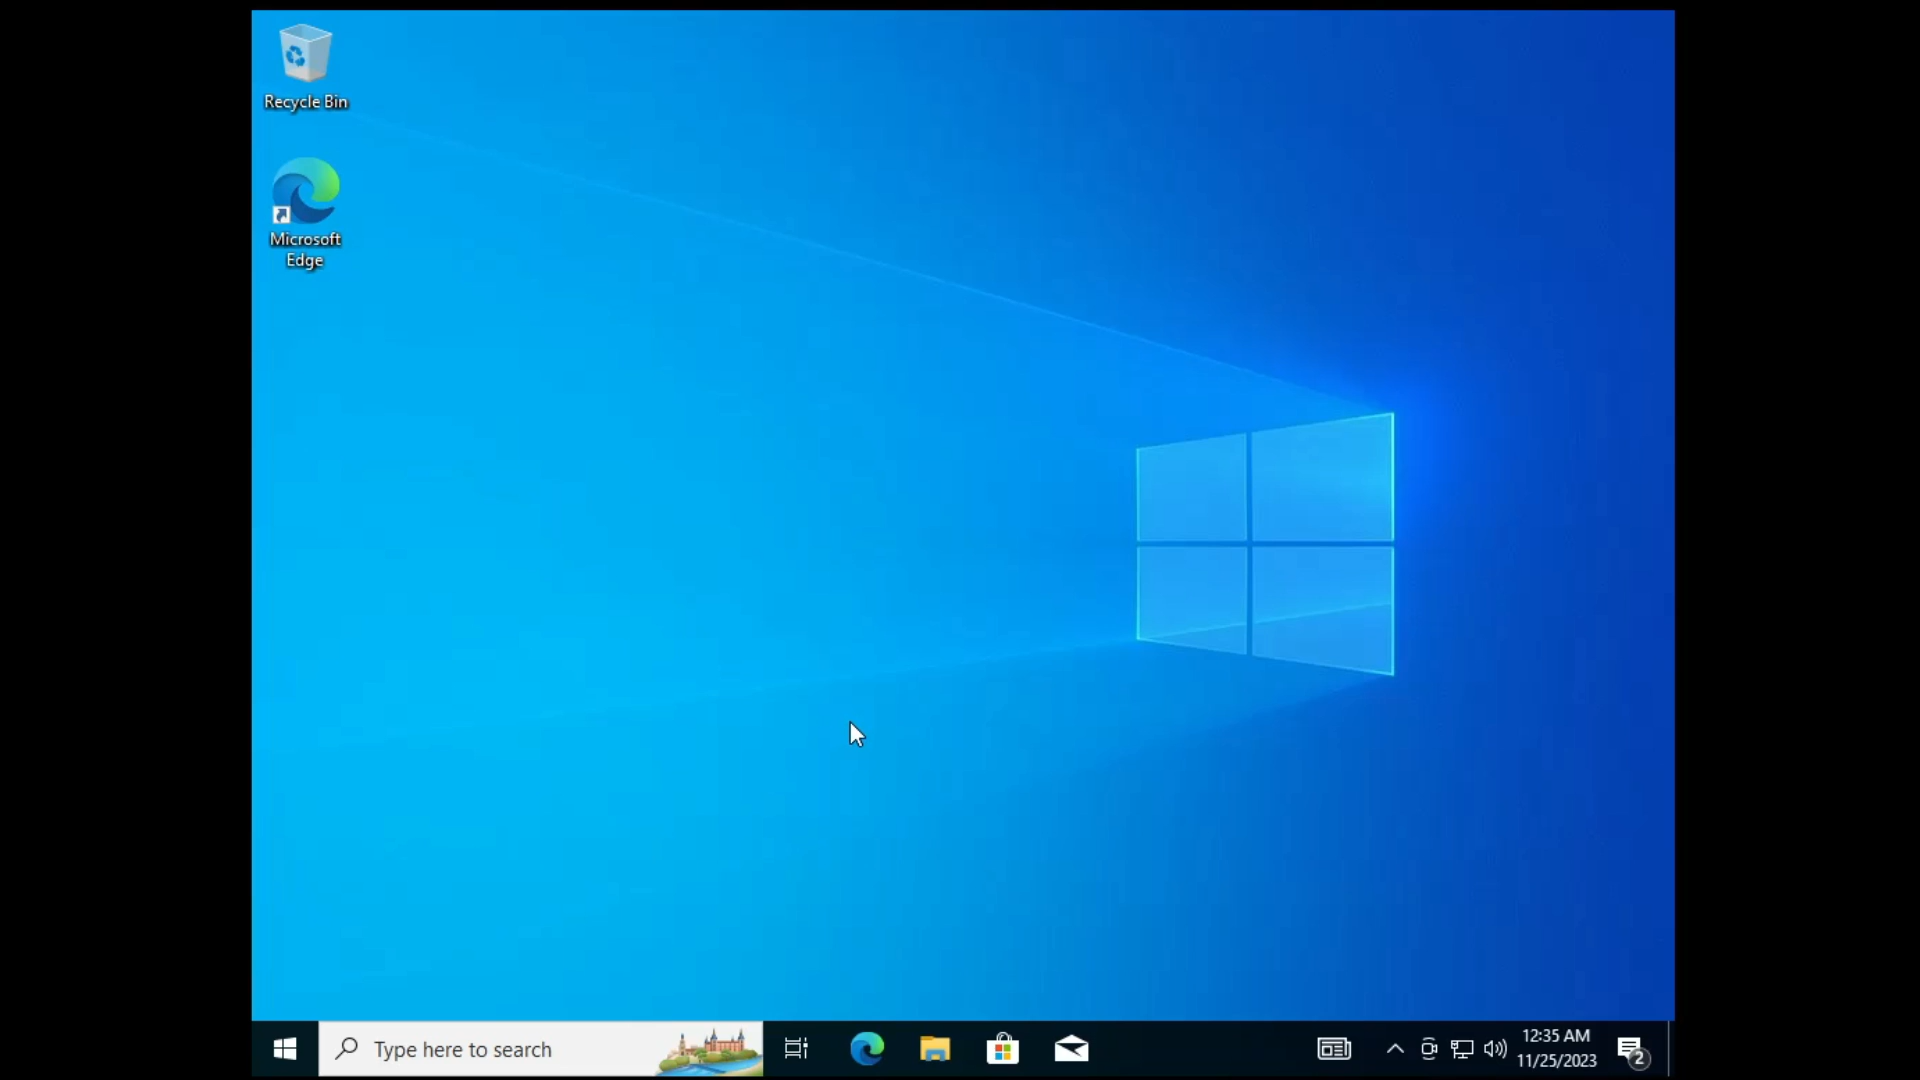 Recycle Bin
Microsoft
Edge
Type here to search
12:35 AM
11/25/2023
2